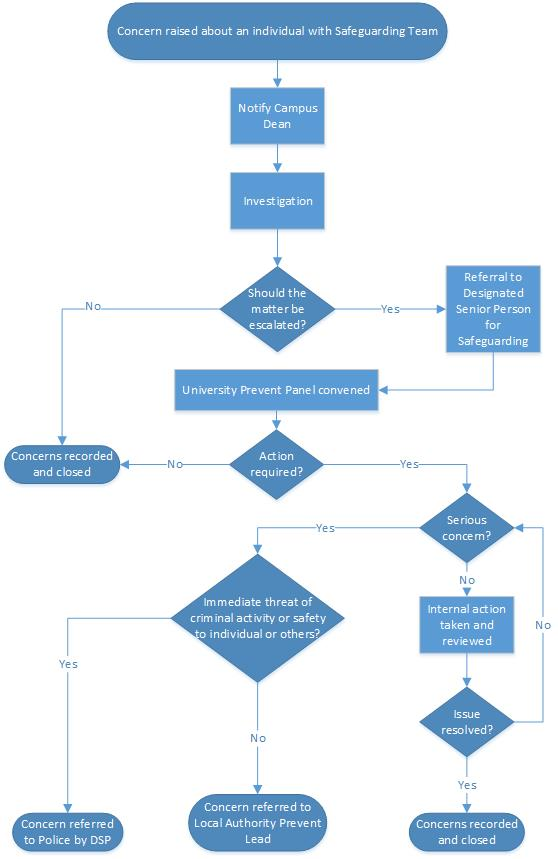 Concern raised about an individual with Safeguarding Team
Notify Campus
Dean
Investigation
Should the
matter be
escalated?
No
Yes
Referral to
Designated
Senior Person
for
Safeguarding
University Prevent Panel convened
Action
required?
No
Concerns recorded
and closed
Yes
Serious
concern?
Yes
No
Immediate threat of
criminal activity or safety
to individual or others?
Internal action
taken and
reviewed
No
Yes
No
Issue
resolved?
Yes
Concern referred
to Police by DSP
Concern referred to
Local Authority Prevent
Lead
Concerns recorded
and closed